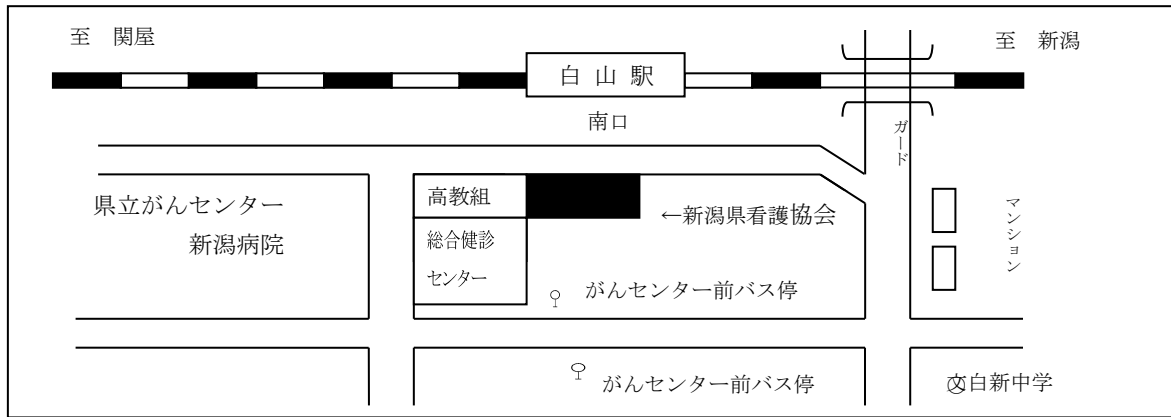 至　関屋
至　新潟
白 山 駅
南口
ガード
高教組
県立がんセンター
新潟病院
←新潟県看護協会
マンション
総合健診
センター
がんセンター前バス停
がんセンター前バス停
文白新中学